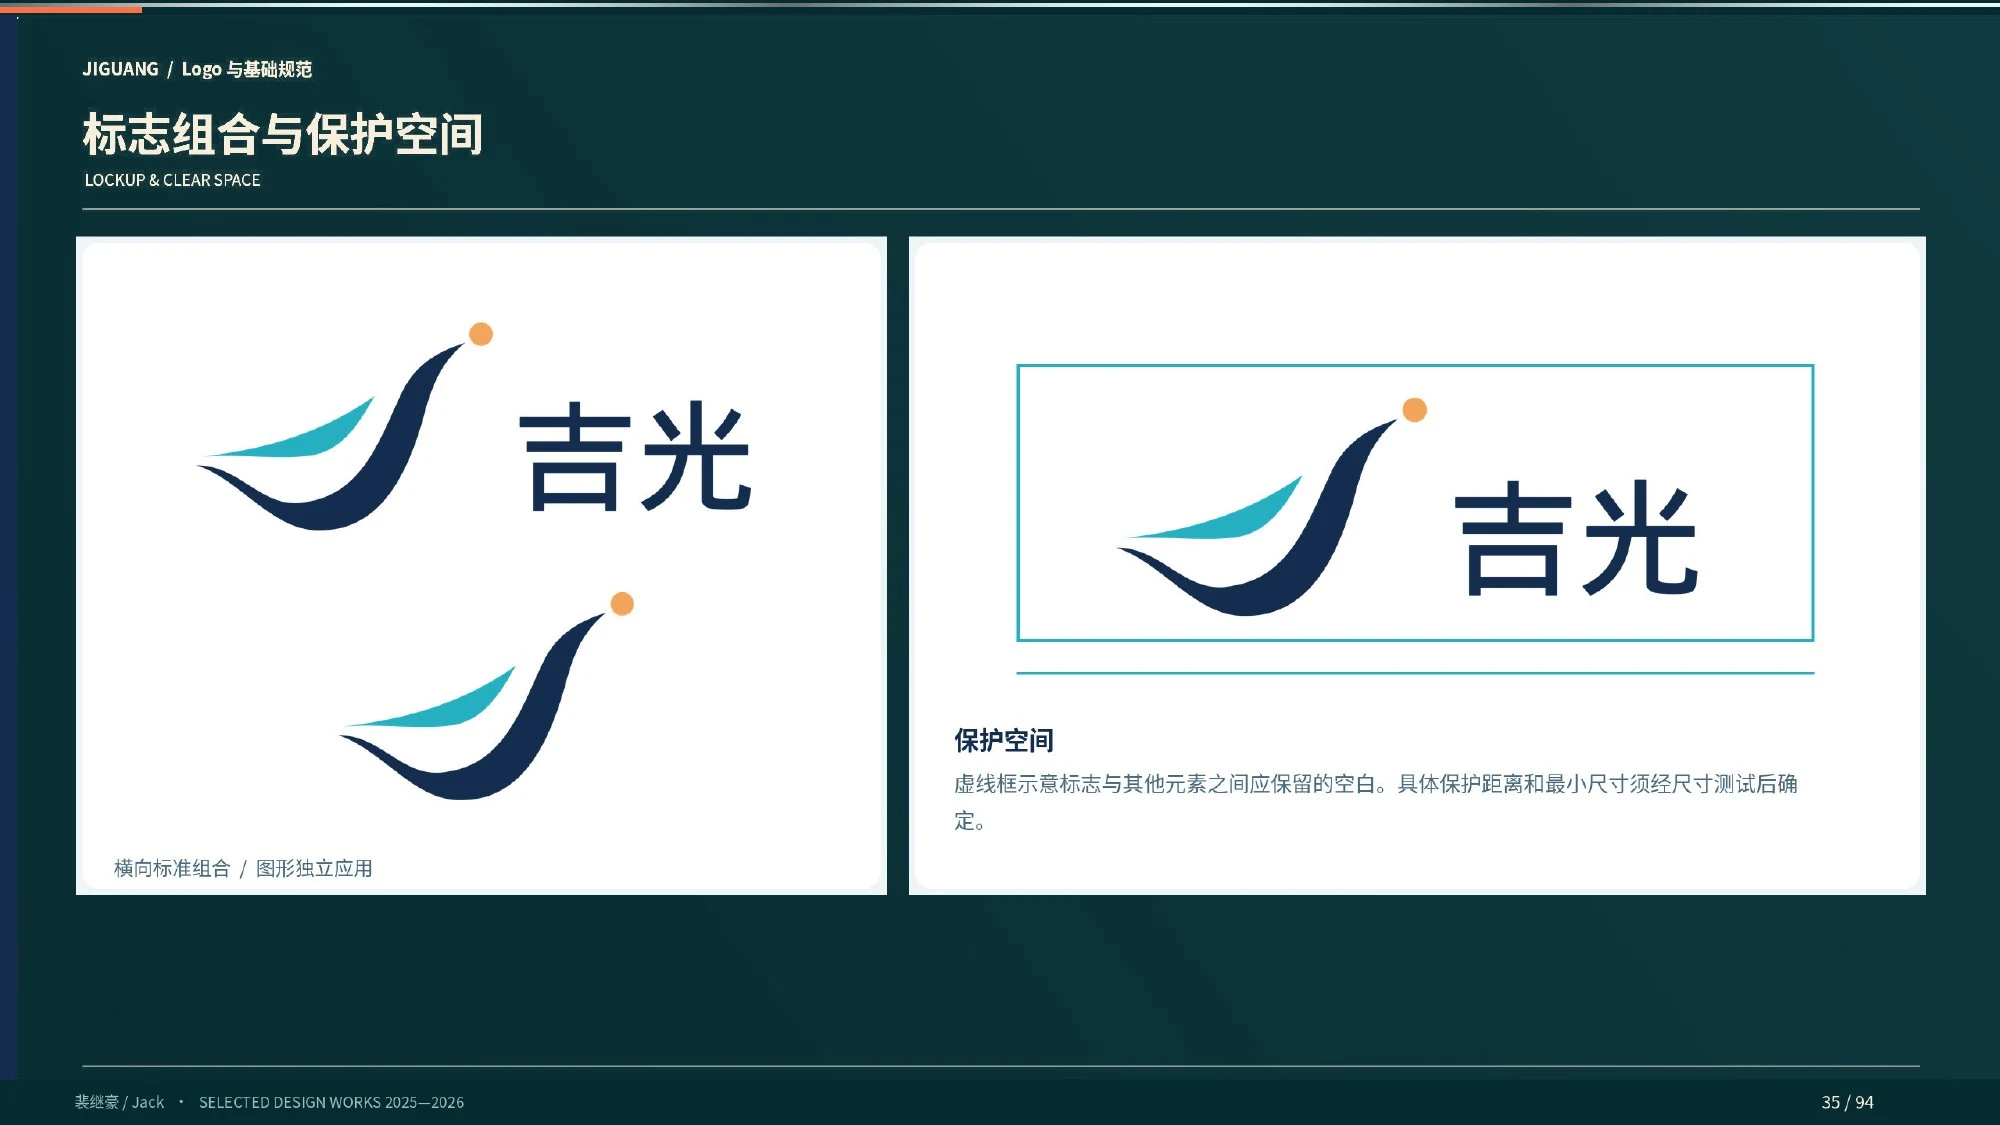 JIGUANG / Logo 与基础规范
标志组合与保护空间
LOCKUP & CLEAR SPACE
吉光
横向标准组合 / 图形独立应用
吉光
保护空间
虚线框示意标志与其他元素之间应保留的空白。具体保护距离和最小尺寸须经尺寸测试后确
定。
裴继豪 / Jack · SELECTED DESIGN WORKS 2025—2026
35 / 94